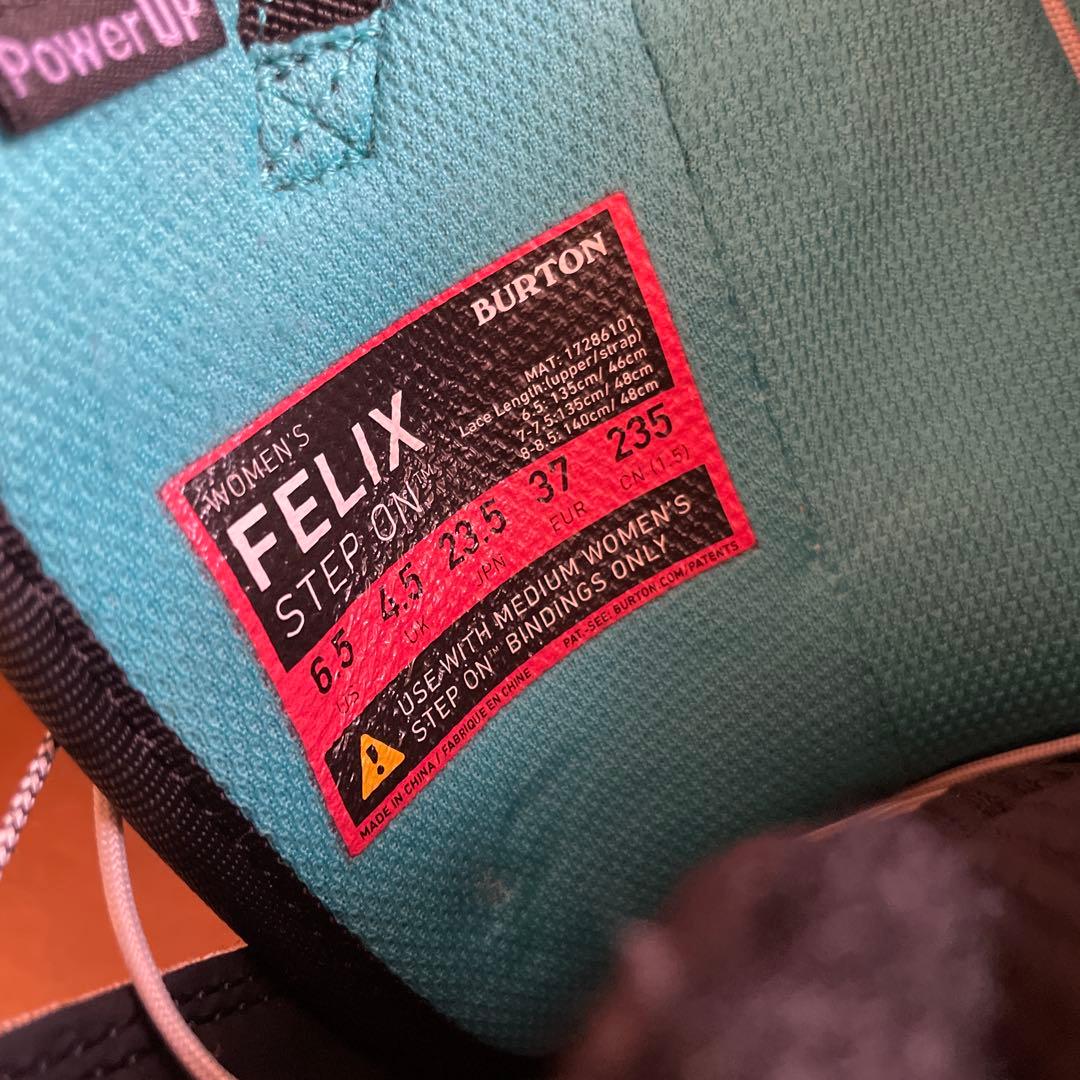 PowerUp
BURTON
MAT: 17286101
Lace Length:(upper/strap)
6.5: 135cm/ 46cm
7-7.5:135cm/ 48cm
8-8.5: 140cm/ 48cm
WOMEN'S
FELIX
STEP ON™
6.5 4.5 23.5 37 235
US UK JPN EUR CN (1.5)
USE WITH MEDIUM WOMEN'S
STEP ON™ BINDINGS ONLY
MADE IN CHINA / FABRIQUE EN CHINE PAT.-SEE: BURTON.COM/PATENTS